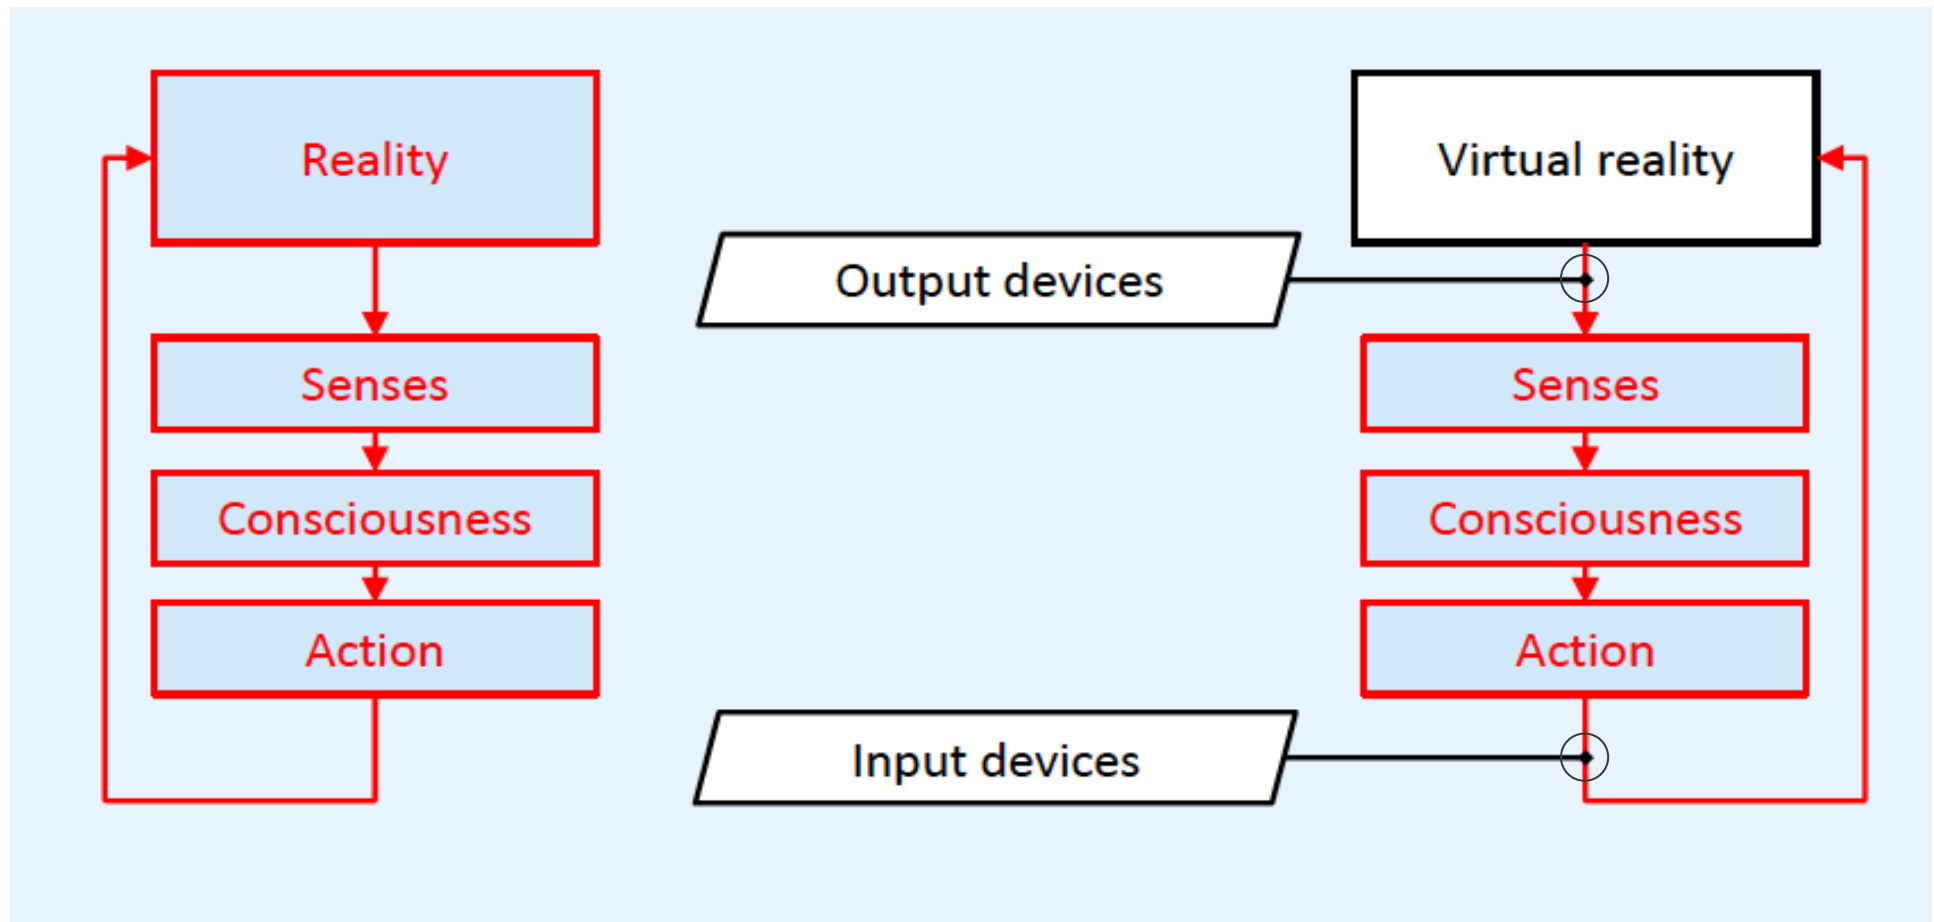 Reality
Senses
Consciousness
Action
Output devices
Input devices
Virtual reality
Senses
Consciousness
Action